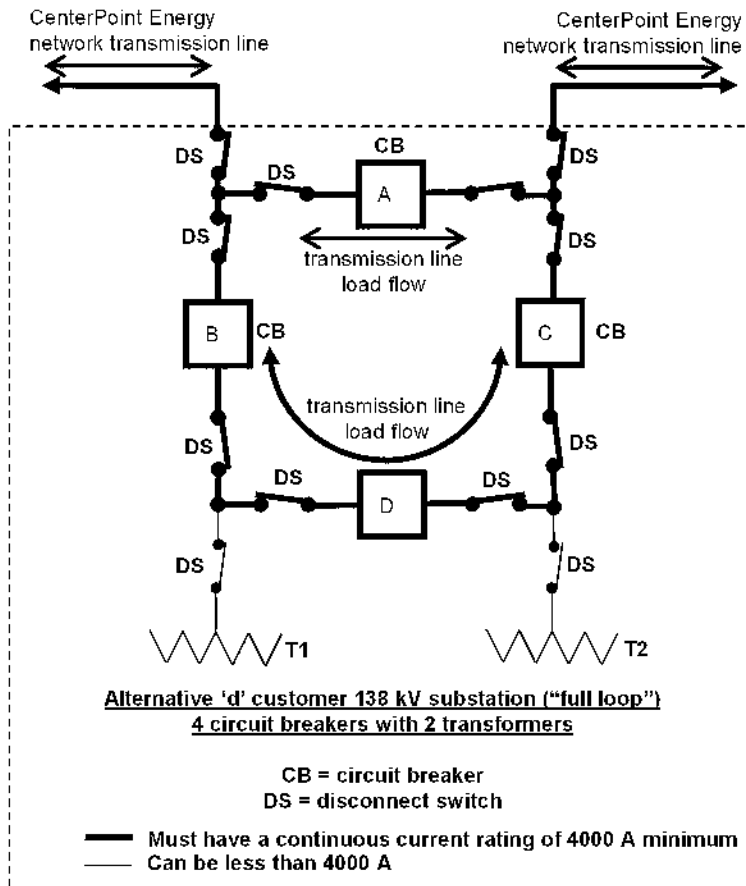 CenterPoint Energy
network transmission line
CenterPoint Energy
network transmission line
DS
DS
CB
A
DS
DS
transmission line
load flow
DS
B
CB
C
CB
transmission line
load flow
DS
DS
D
DS
DS
DS
DS
T1
T2
Alternative ‘d’ customer 138 kV substation (“full loop”)
4 circuit breakers with 2 transformers
CB = circuit breaker
DS = disconnect switch
Must have a continuous current rating of 4000 A minimum
Can be less than 4000 A